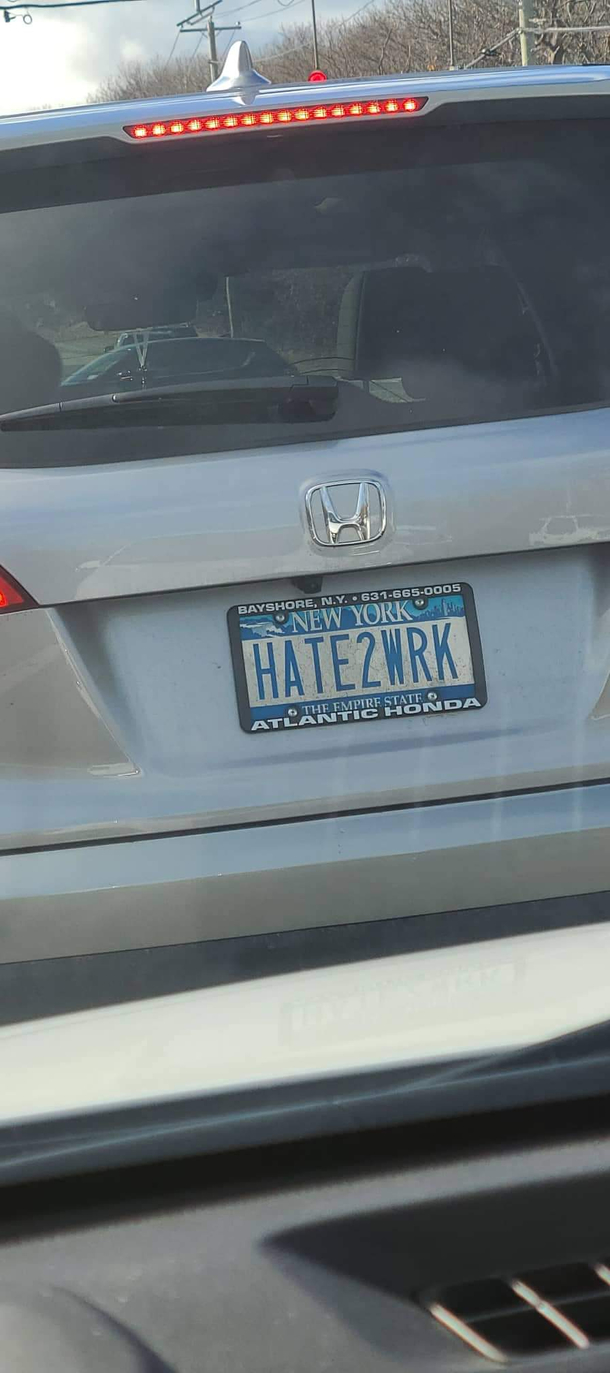 BAYSHORE, N.Y. • 631-665-0005
NEW YORK
HATE2WRK
THE EMPIRE STATE
ATLANTIC HONDA